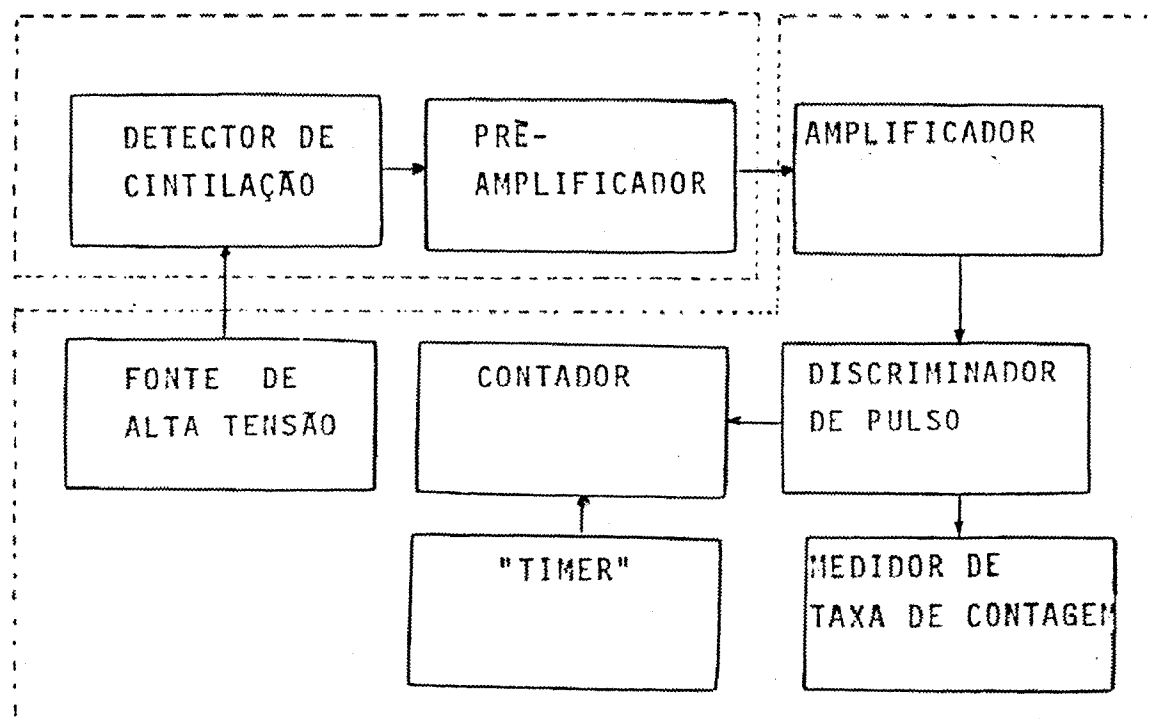 DETECTOR DE
CINTILAÇÃO
PRÉ-
AMPLIFICADOR
AMPLIFICADOR
FONTE DE
ALTA TENSÃO
CONTADOR
DISCRIMINADOR
DE PULSO
"TIMER"
MEDIDOR DE
TAXA DE CONTAGEM